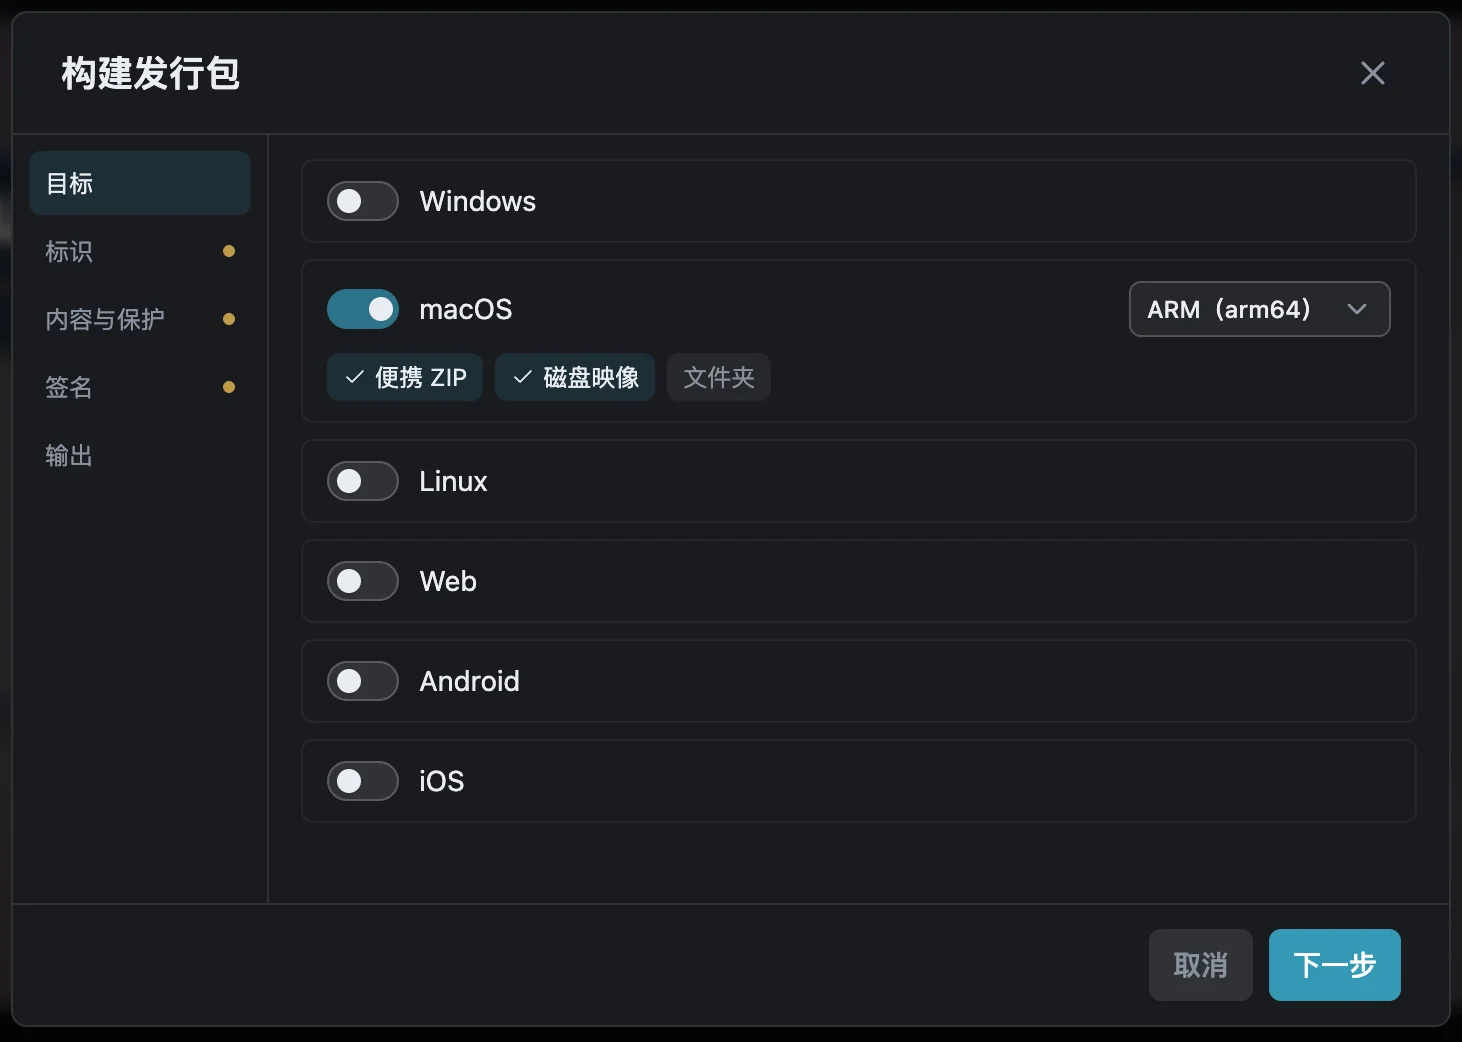 构建发行包
目标
标识
内容与保护
签名
输出
Windows
macOS
ARM（arm64）
便携 ZIP
磁盘映像
文件夹
Linux
Web
Android
iOS
取消
下一步